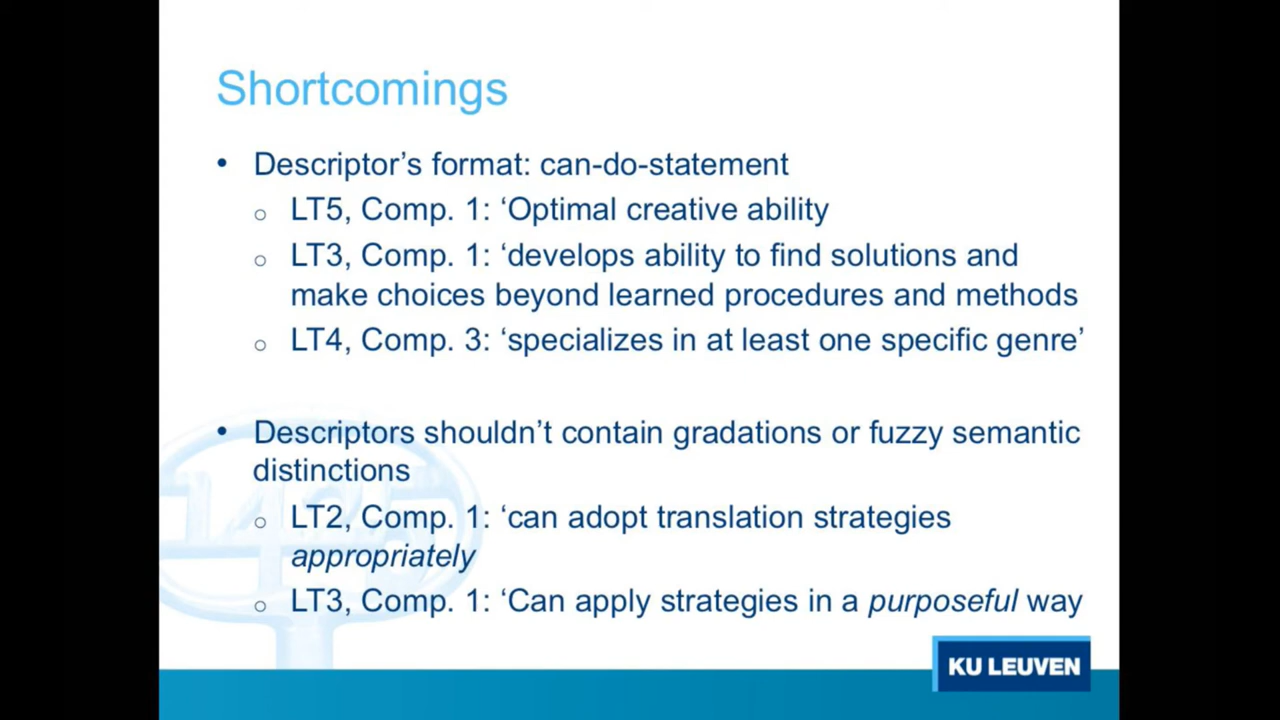 Shortcomings
• Descriptor’s format: can-do-statement
o LT5, Comp. 1: ‘Optimal creative ability
o LT3, Comp. 1: ‘develops ability to find solutions and
make choices beyond learned procedures and methods
o LT4, Comp. 3: ‘specializes in at least one specific genre’
• Descriptors shouldn’t contain gradations or fuzzy semantic
distinctions
o LT2, Comp. 1: ‘can adopt translation strategies
appropriately
o LT3, Comp. 1: ‘Can apply strategies in a purposeful way
KU LEUVEN
1425